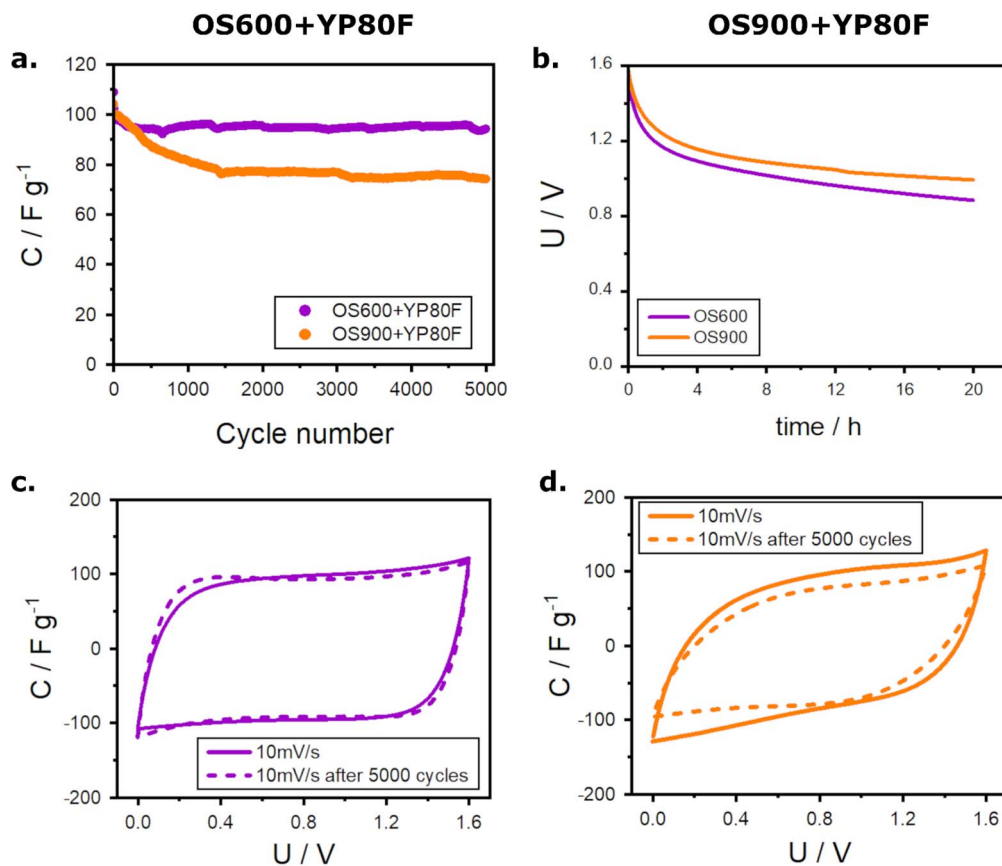 OS600+YP80F
OS900+YP80F
a.
120
100
80
60
40
20
0
C / F g⁻¹
0
1000
2000
3000
4000
5000
Cycle number
OS600+YP80F
OS900+YP80F
b.
1.6
1.2
0.8
0.4
0.0
U / V
0
4
8
12
16
20
time / h
OS600
OS900
c.
200
100
0
-100
-200
C / F g⁻¹
0.0
0.4
0.8
1.2
1.6
U / V
10mV/s
10mV/s after 5000 cycles
d.
200
100
0
-100
-200
C / F g⁻¹
0.0
0.4
0.8
1.2
1.6
U / V
10mV/s
10mV/s after 5000 cycles